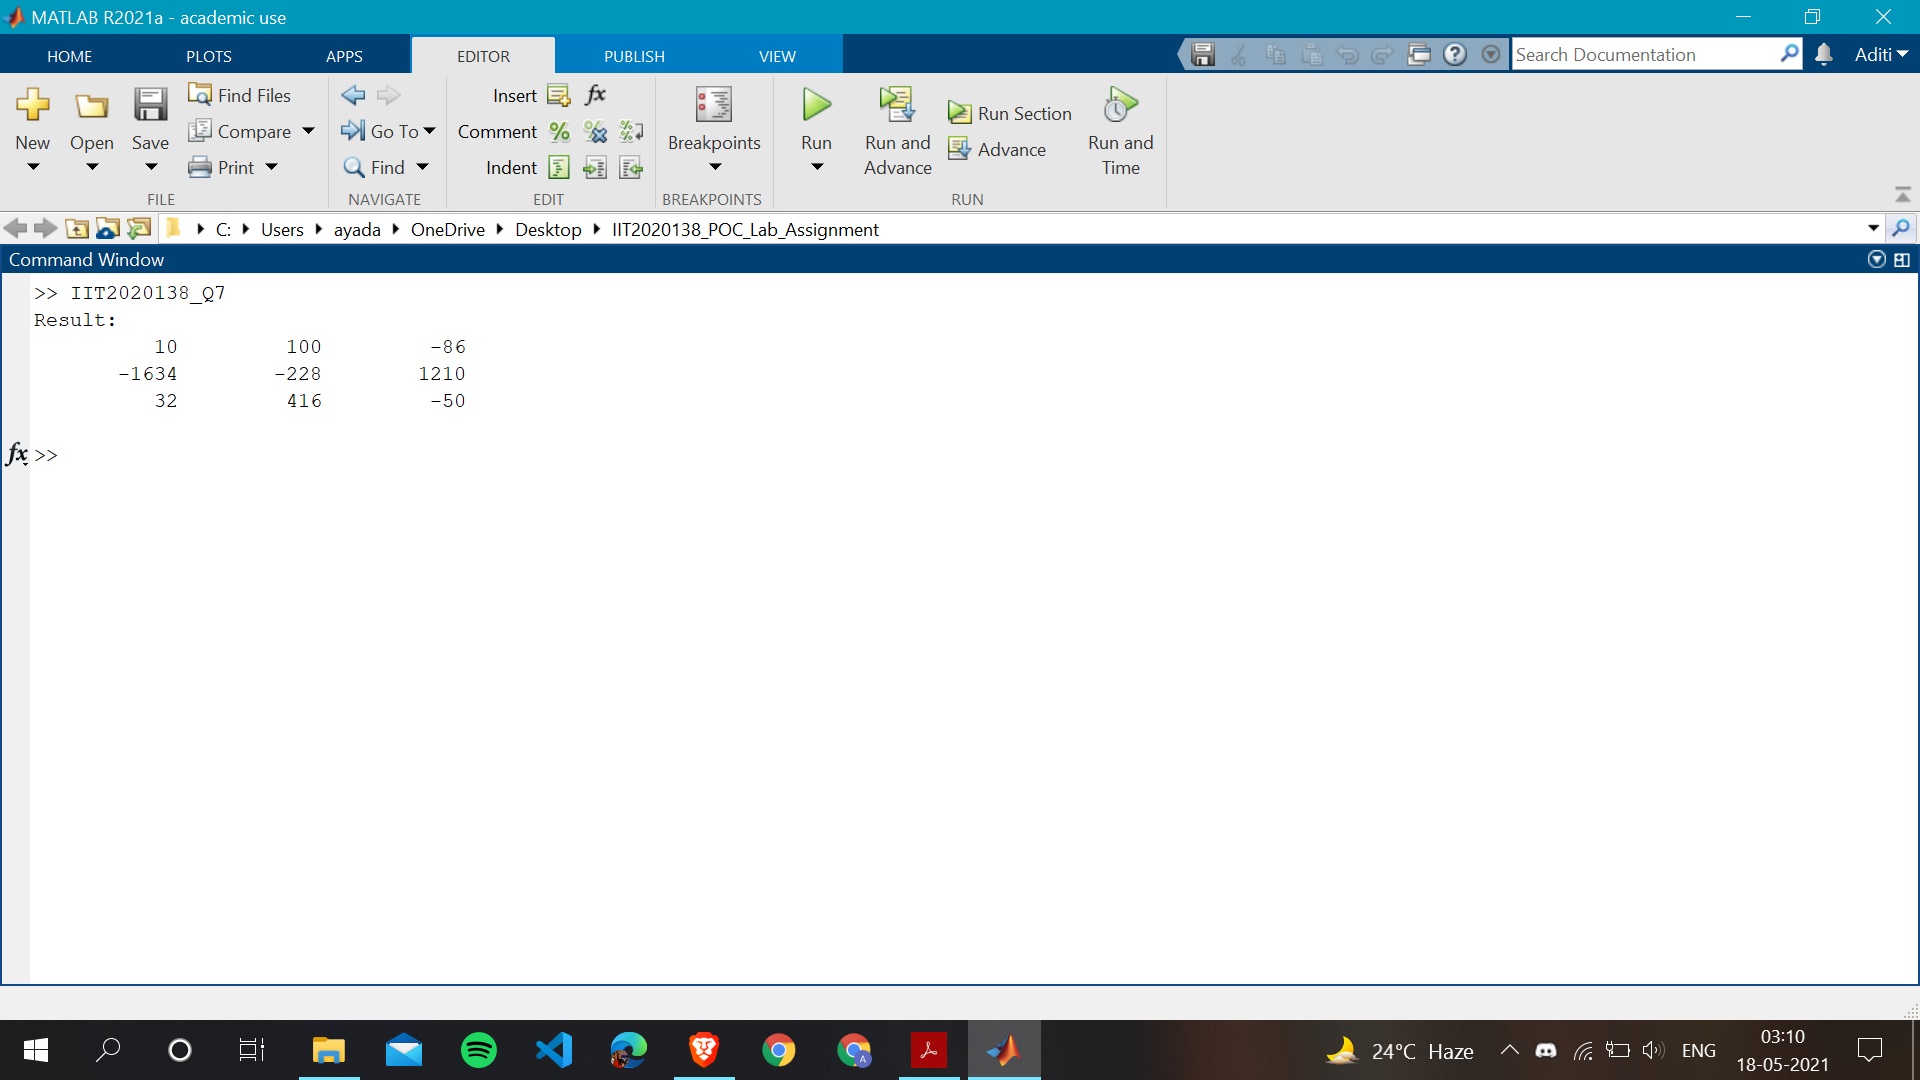 MATLAB R2021a - academic use
HOME PLOTS APPS EDITOR PUBLISH VIEW Search Documentation Aditi
New Open Save Find Files Compare Print
FILE
Go To Find
NAVIGATE
Insert fx
Comment
Indent
EDIT
Breakpoints
BREAKPOINTS
Run Run and Advance Run Section Advance Run and Time
RUN
C: Users ayada OneDrive Desktop IIT2020138_POC_Lab_Assignment
Command Window
>> IIT2020138_Q7
Result:
10 100 -86
-1634 -228 1210
32 416 -50
fx >>
24°C Haze ENG 03:10
18-05-2021